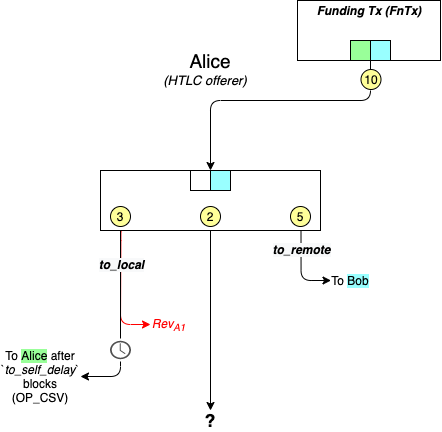 Funding Tx (FnTx)
10
Alice
(HTLC offerer)
3
2
5
to_local
to_remote
To Bob
RevA1
To Alice after
`to_self_delay`
blocks
(OP_CSV)
?